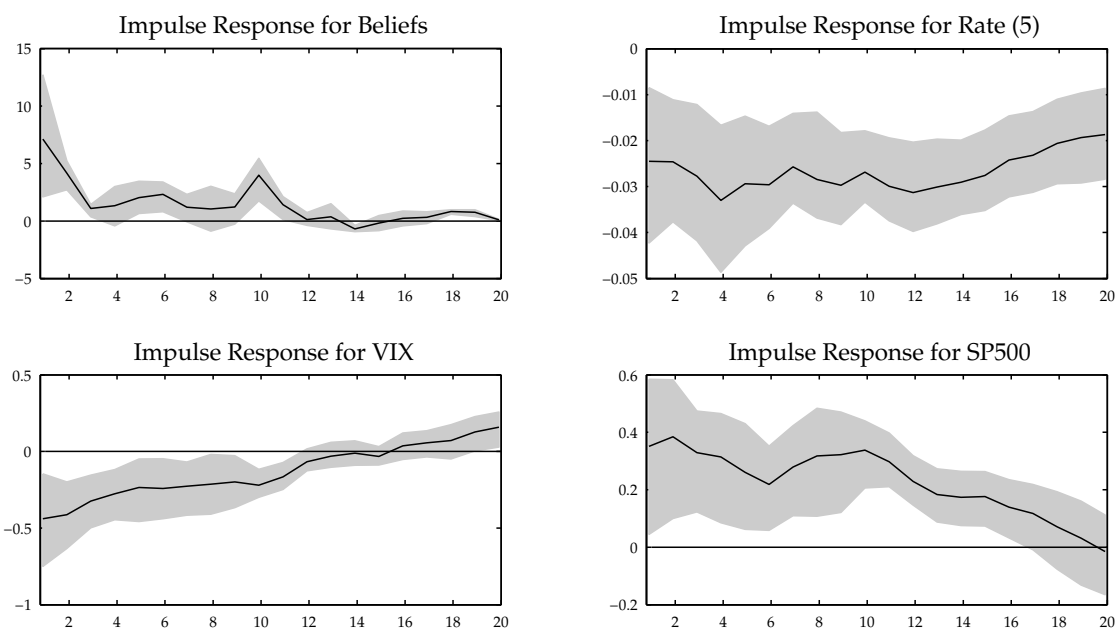 Impulse Response for Beliefs
15
10
5
0
−5
2 4 6 8 10 12 14 16 18 20
Impulse Response for Rate (5)
0
−0.01
−0.02
−0.03
−0.04
−0.05
2 4 6 8 10 12 14 16 18 20
Impulse Response for VIX
0.5
0
−0.5
−1
2 4 6 8 10 12 14 16 18 20
Impulse Response for SP500
0.6
0.4
0.2
0
−0.2
2 4 6 8 10 12 14 16 18 20